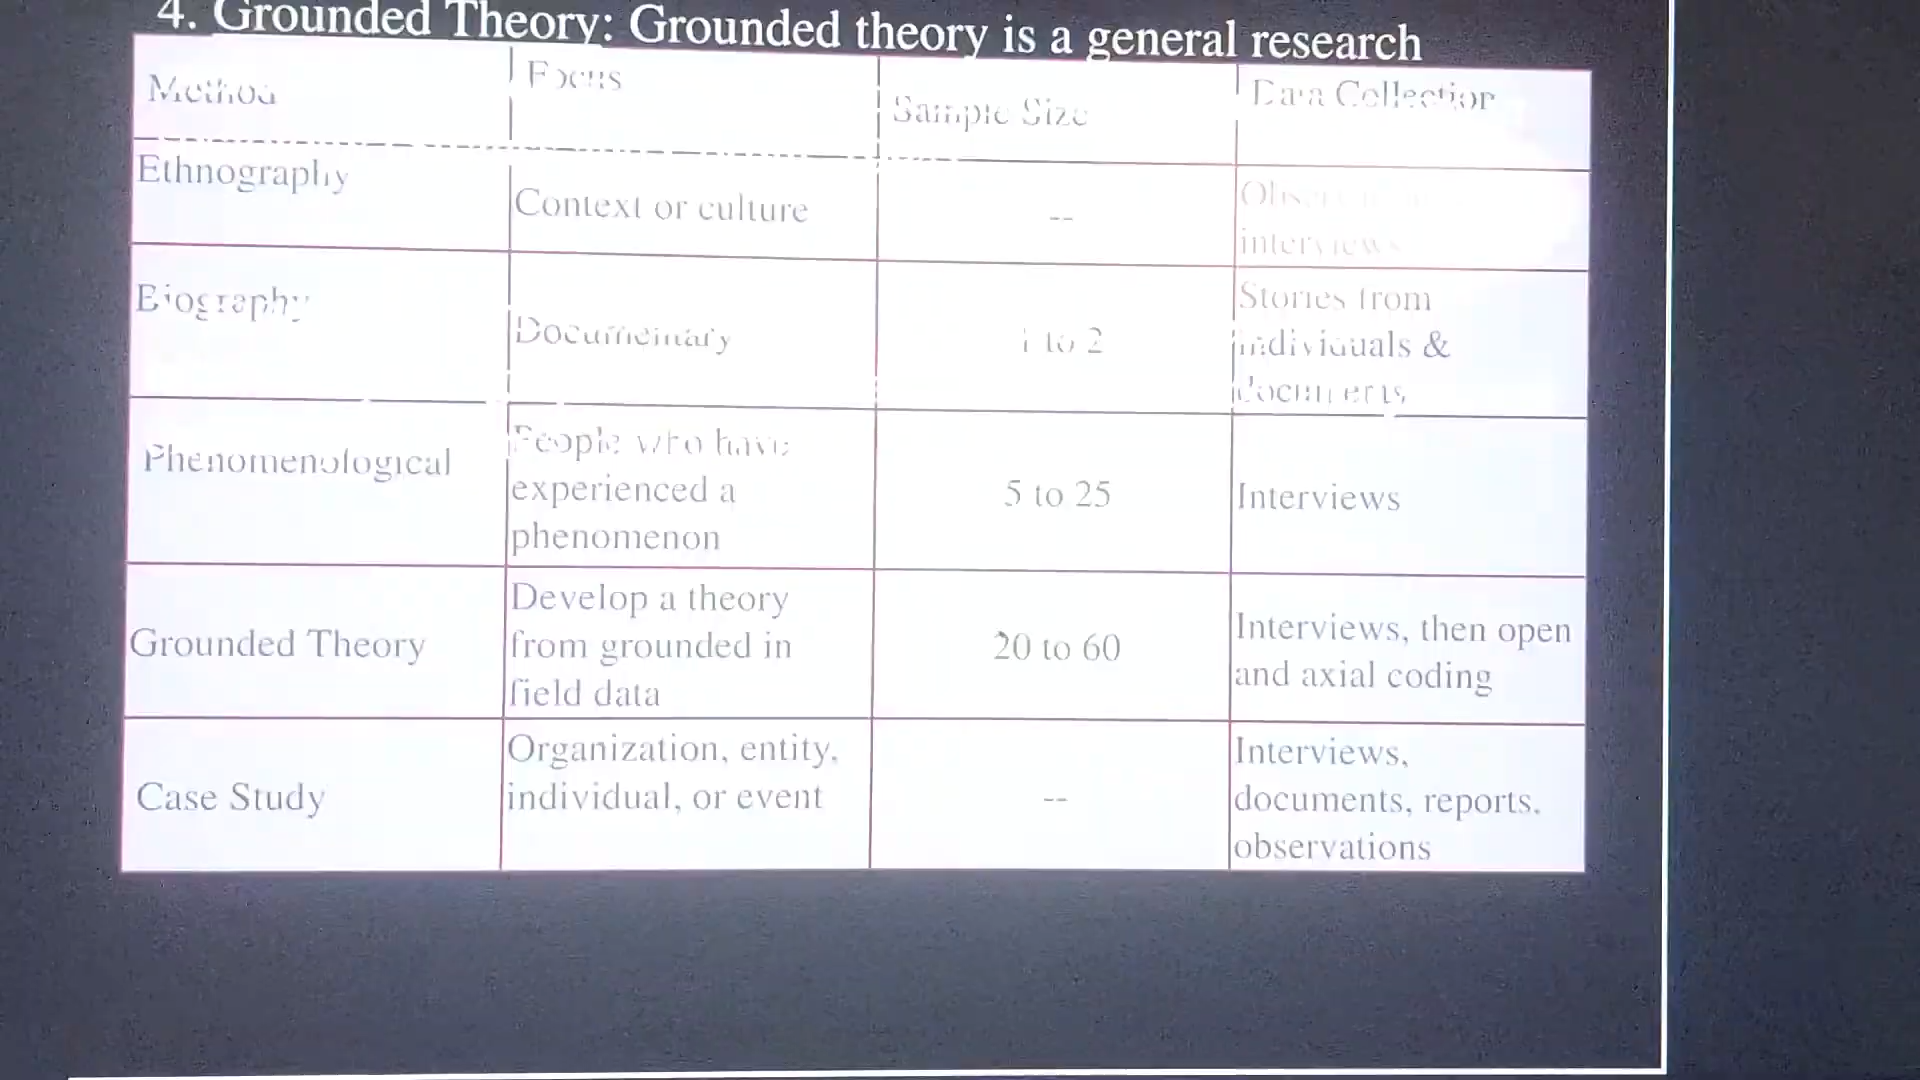 4. Grounded Theory: Grounded theory is a general research
Method
Focus
Sample Size
Data Collection
Ethnography
Context or culture
--
interviews
Biography
Documentary
1 to 2
Stories from
individuals &
documents
Phenomenological
People who have
experienced a
phenomenon
5 to 25
Interviews
Grounded Theory
Develop a theory
from grounded in
field data
20 to 60
Interviews, then open
and axial coding
Case Study
Organization, entity,
individual, or event
--
Interviews,
documents, reports,
observations